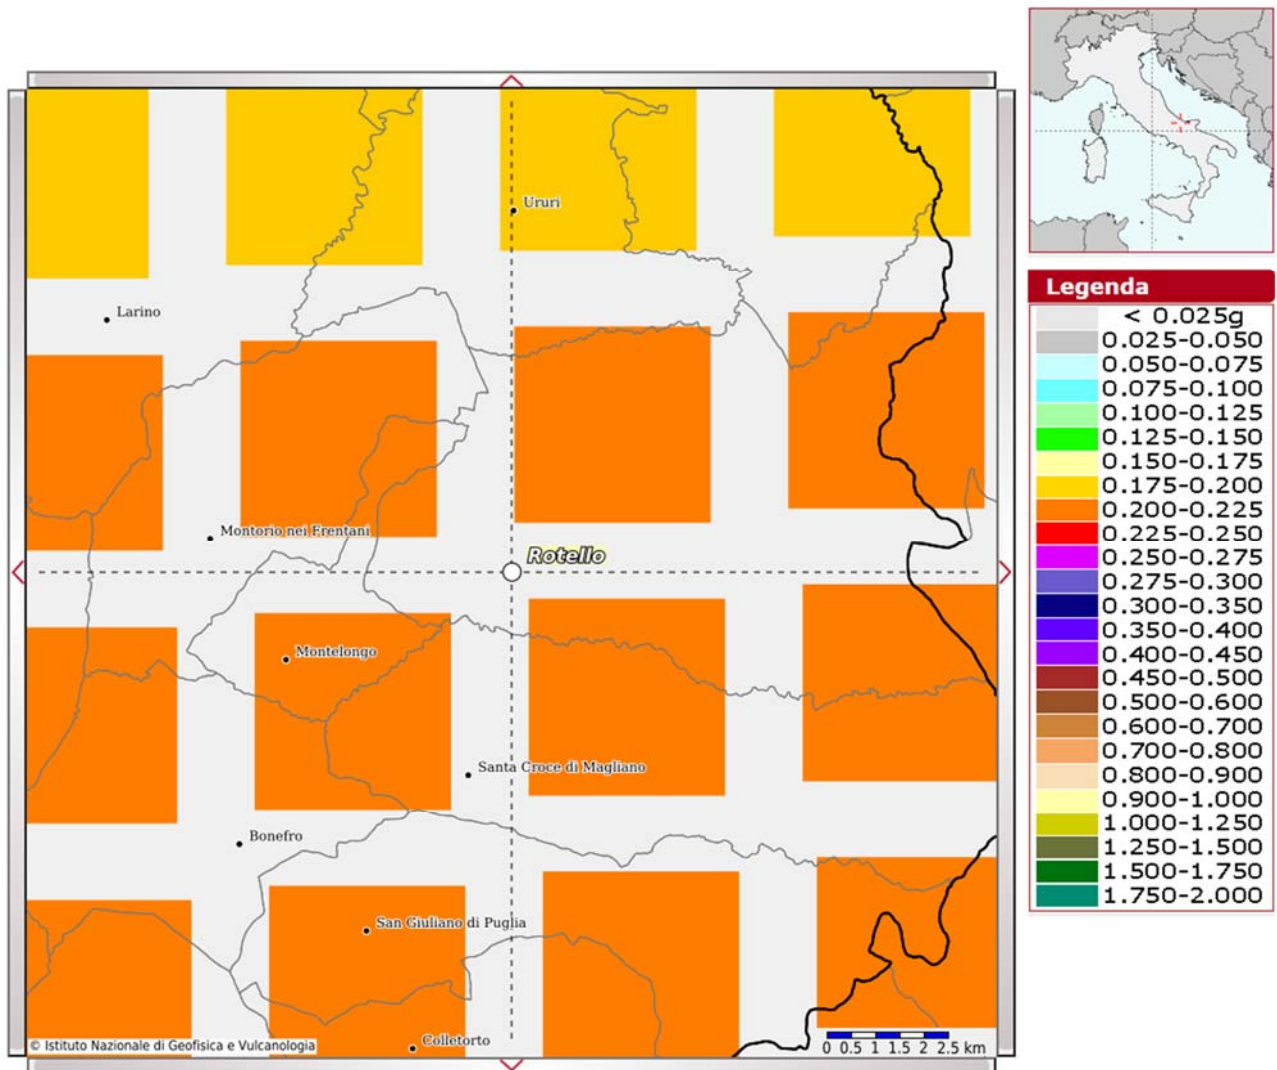 Ururi
Larino
Montorio nei Frentani
Rotello
Montelongo
Santa Croce di Magliano
Bonefro
San Giuliano di Puglia
Colletorto
© Istituto Nazionale di Geofisica e Vulcanologia
0 0.5 1 1.5 2 2.5 km
Legenda
< 0.025g
0.025-0.050
0.050-0.075
0.075-0.100
0.100-0.125
0.125-0.150
0.150-0.175
0.175-0.200
0.200-0.225
0.225-0.250
0.250-0.275
0.275-0.300
0.300-0.350
0.350-0.400
0.400-0.450
0.450-0.500
0.500-0.600
0.600-0.700
0.700-0.800
0.800-0.900
0.900-1.000
1.000-1.250
1.250-1.500
1.500-1.750
1.750-2.000